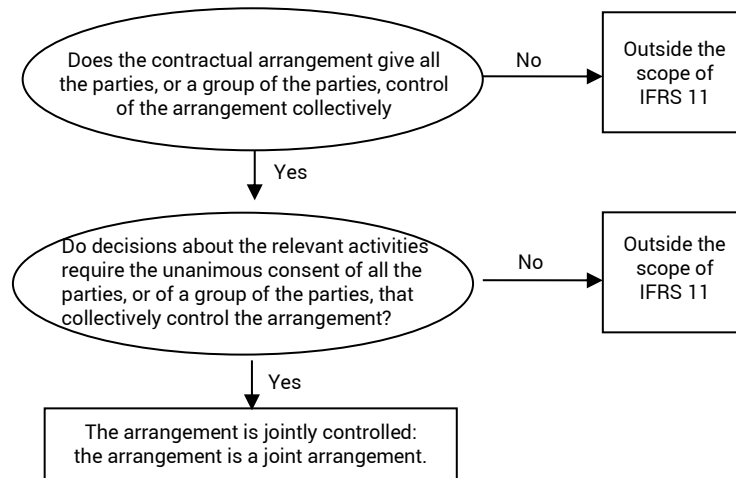 Does the contractual arrangement give all
the parties, or a group of the parties, control
of the arrangement collectively
No
Outside the
scope of
IFRS 11
Yes
Do decisions about the relevant activities
require the unanimous consent of all the
parties, or of a group of the parties, that
collectively control the arrangement?
No
Outside the
scope of
IFRS 11
Yes
The arrangement is jointly controlled:
the arrangement is a joint arrangement.